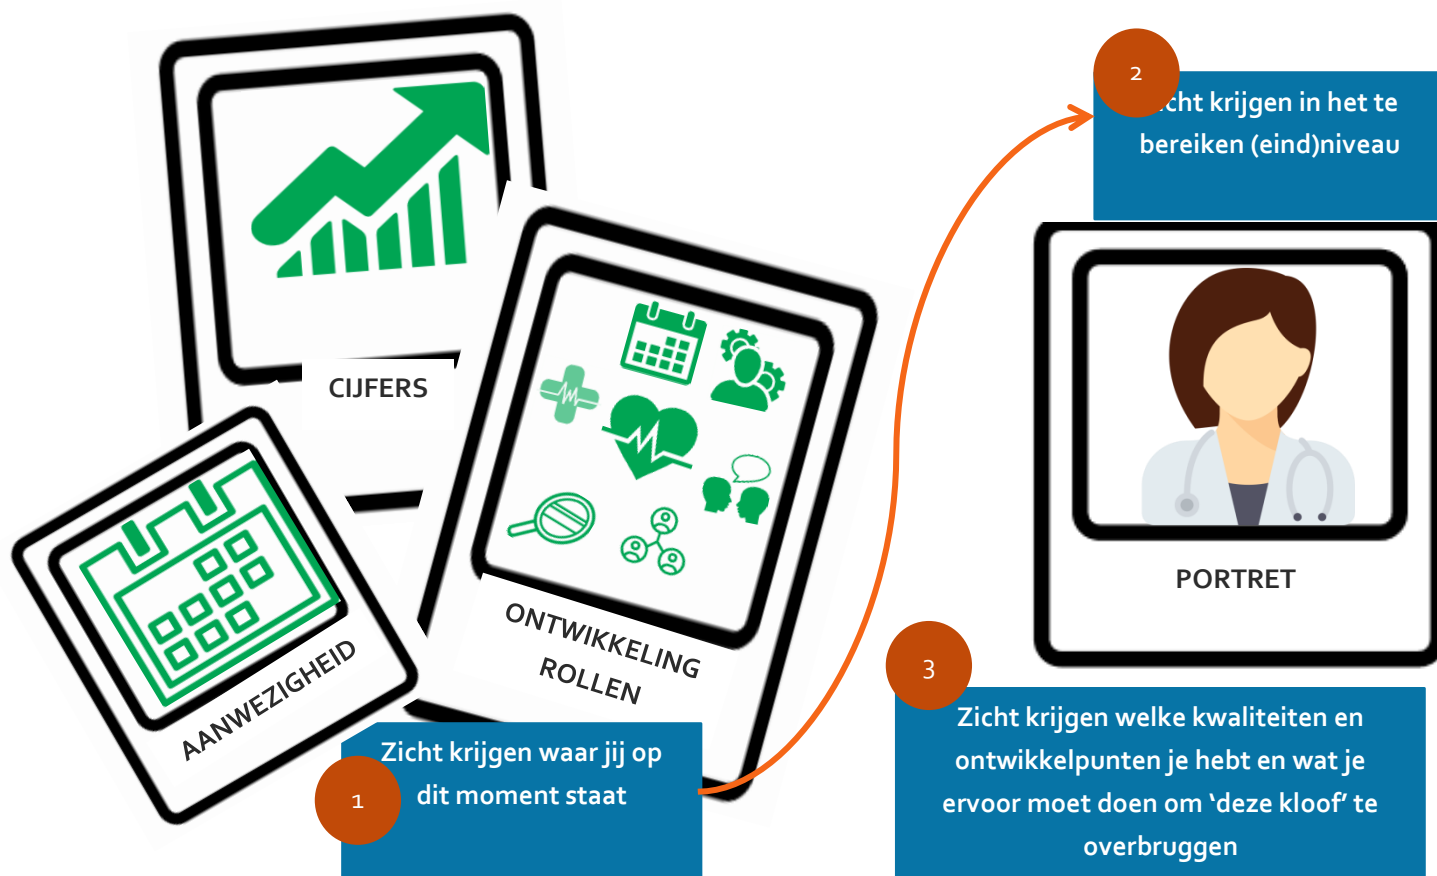 CIJFERS
AANWEZIGHEID
ONTWIKKELING
ROLLEN
1
Zicht krijgen waar jij op
dit moment staat
2
krijgen in het te
bereiken (eind)niveau
PORTRET
3
Zicht krijgen welke kwaliteiten en
ontwikkelpunten je hebt en wat je
ervoor moet doen om ‘deze kloof’ te
overbruggen